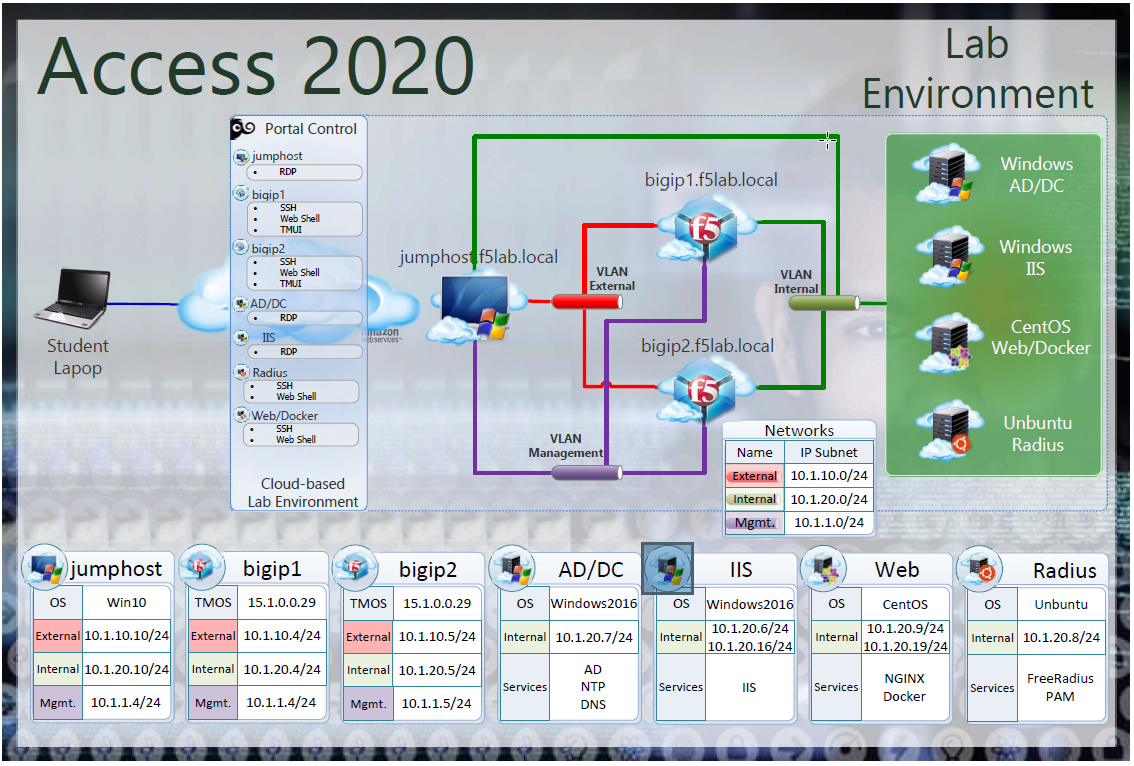 Access 2020
Lab
Environment
Portal Control
jumphost
• RDP
bigip1
• SSH
• Web Shell
• TMUI
bigip2
• SSH
• Web Shell
• TMUI
AD/DC
• RDP
IIS
• RDP
Radius
• SSH
• Web Shell
Web/Docker
• SSH
• Web Shell
Cloud-based
Lab Environment
Student
Lapop
amazon
webservices™
jumphost.f5lab.local
bigip1.f5lab.local
f5
VLAN
External
VLAN
Internal
bigip2.f5lab.local
f5
VLAN
Management
Windows
AD/DC
Windows
IIS
CentOS
Web/Docker
Unbuntu
Radius
Networks
Name IP Subnet
External 10.1.10.0/24
Internal 10.1.20.0/24
Mgmt. 10.1.1.0/24
jumphost
OS Win10
External 10.1.10.10/24
Internal 10.1.20.10/24
Mgmt. 10.1.1.4/24
bigip1
TMOS 15.1.0.0.29
External 10.1.10.4/24
Internal 10.1.20.4/24
Mgmt. 10.1.1.4/24
bigip2
TMOS 15.1.0.0.29
External 10.1.10.5/24
Internal 10.1.20.5/24
Mgmt. 10.1.1.5/24
AD/DC
OS Windows2016
Internal 10.1.20.7/24
Services AD
NTP
DNS
IIS
OS Windows2016
Internal 10.1.20.6/24
10.1.20.16/24
Services IIS
Web
OS CentOS
Internal 10.1.20.9/24
10.1.20.19/24
Services NGINX
Docker
Radius
OS Unbuntu
Internal 10.1.20.8/24
Services FreeRadius
PAM